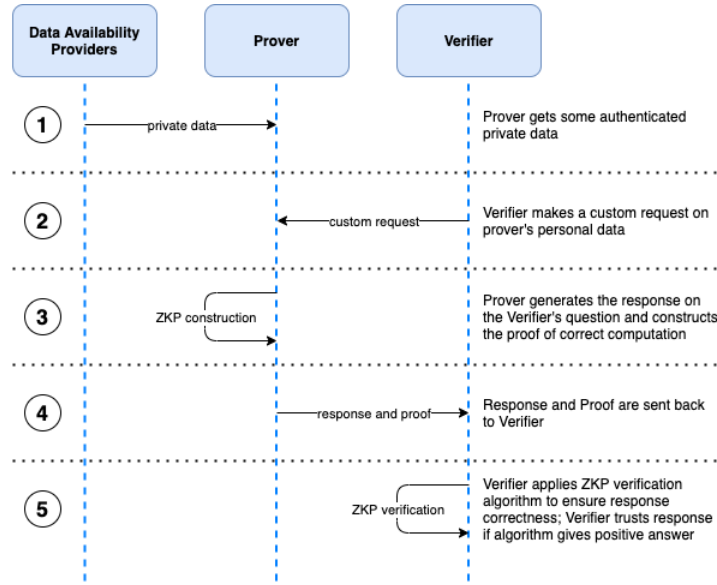 Data Availability
Providers
Prover
Verifier
1
private data
Prover gets some authenticated
private data
2
custom request
Verifier makes a custom request on
prover's personal data
3
ZKP construction
Prover generates the response on
the Verifier's question and constructs
the proof of correct computation
4
response and proof
Response and Proof are sent back
to Verifier
5
ZKP verification
Verifier applies ZKP verification
algorithm to ensure response
correctness; Verifier trusts response
if algorithm gives positive answer